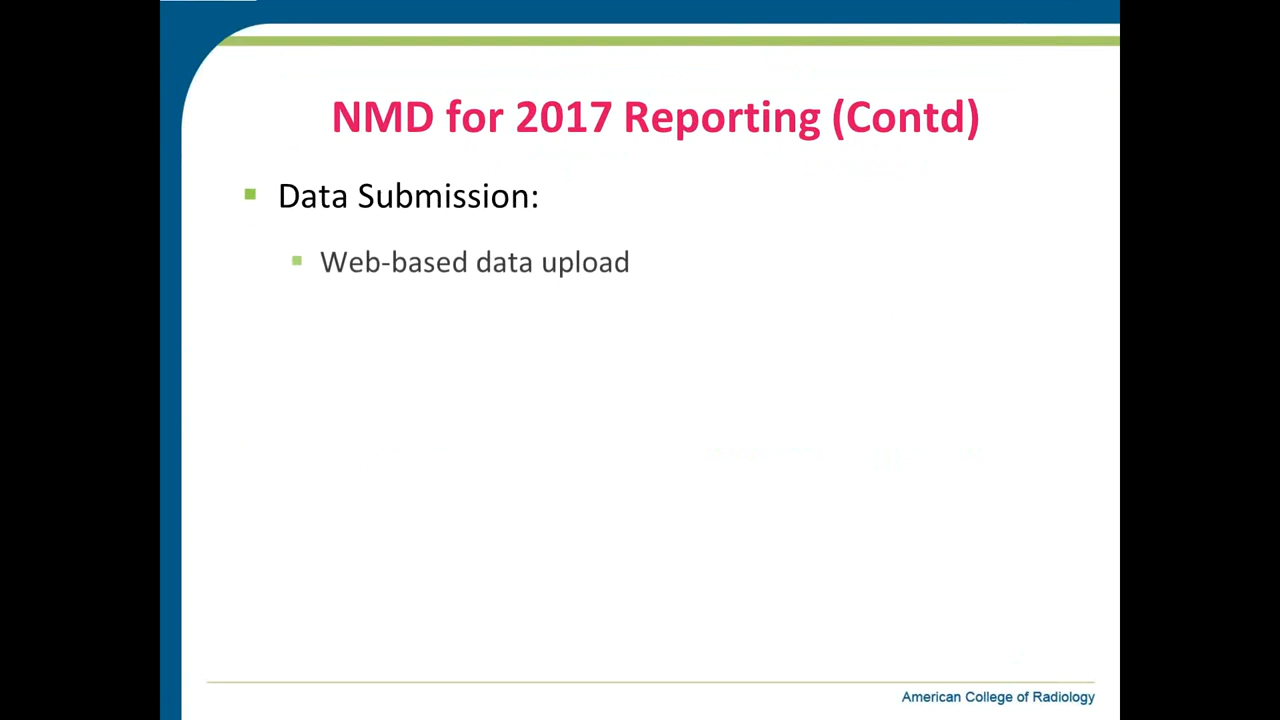 NMD for 2017 Reporting (Contd)
Data Submission:
Web-based data upload
American College of Radiology